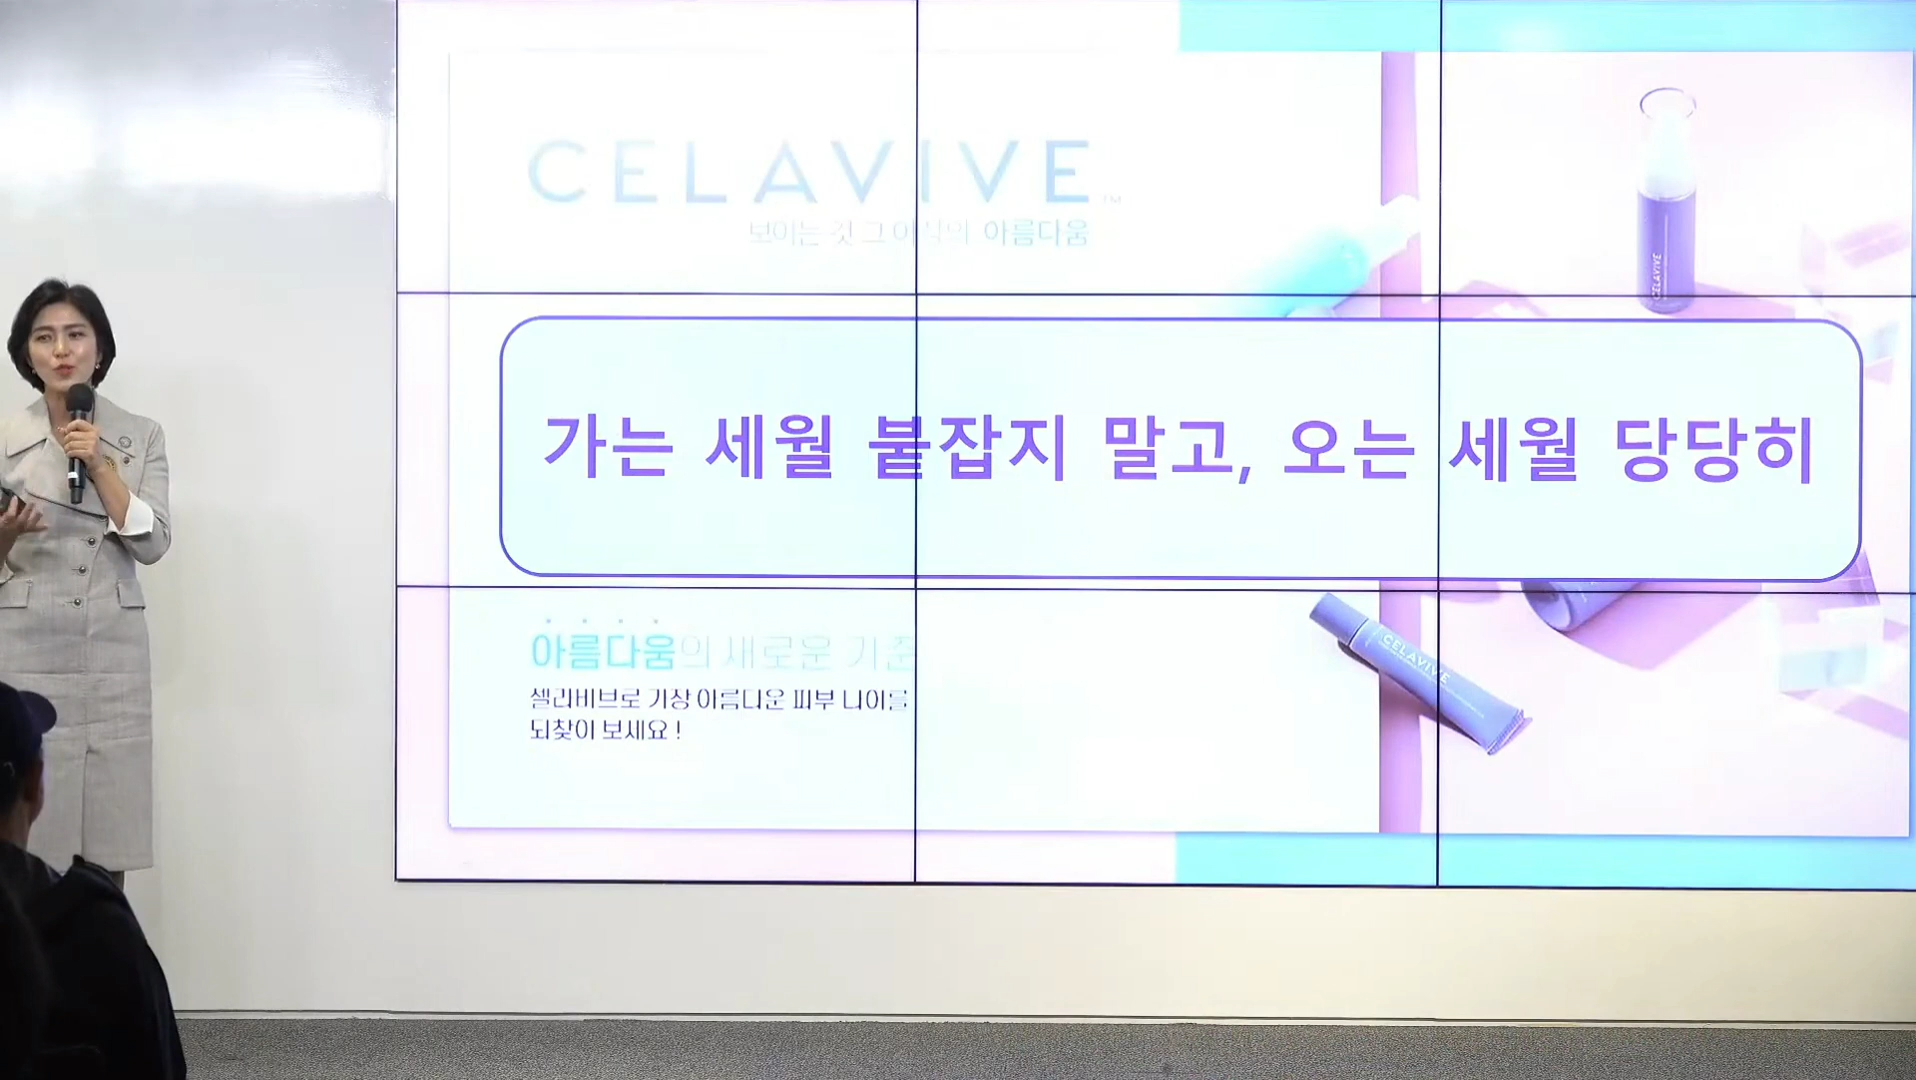 CELAVIVE™
보이는 것 그 이상의 아름다움
CELAVIVE
가는 세월 붙잡지 말고, 오는 세월 당당히
CELAVIVE
아름다움의 새로운 기준
셀라비브로 가장 아름다운 피부 나이를
되찾아 보세요 !